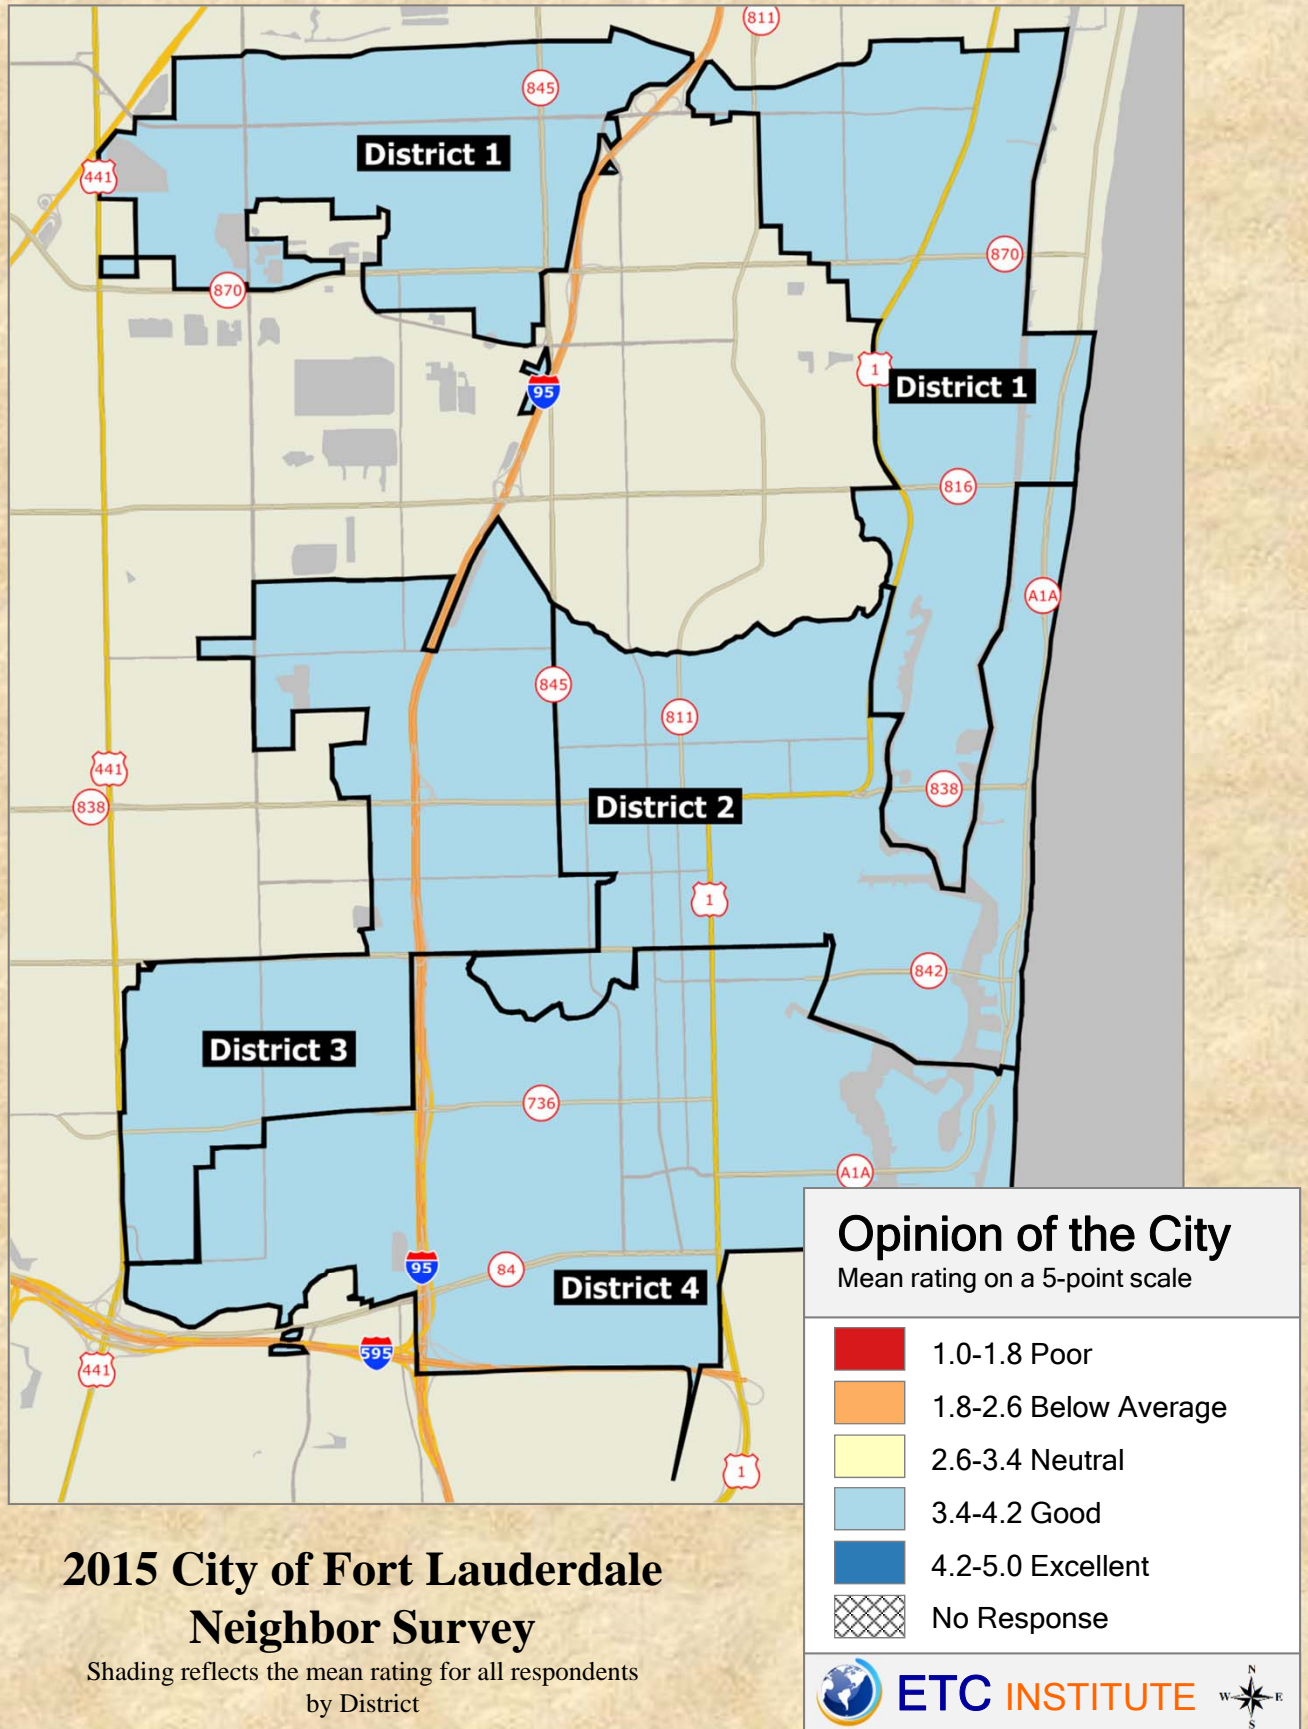 811
845
District 1
441
870
870
1
District 1
95
816
A1A
845
811
441
838
District 2
838
1
842
District 3
736
A1A
95
84
District 4
595
441
1
Opinion of the City
Mean rating on a 5-point scale
1.0-1.8 Poor
1.8-2.6 Below Average
2.6-3.4 Neutral
3.4-4.2 Good
4.2-5.0 Excellent
No Response
2015 City of Fort Lauderdale
Neighbor Survey
Shading reflects the mean rating for all respondents
by District
ETC INSTITUTE
N
W E
S